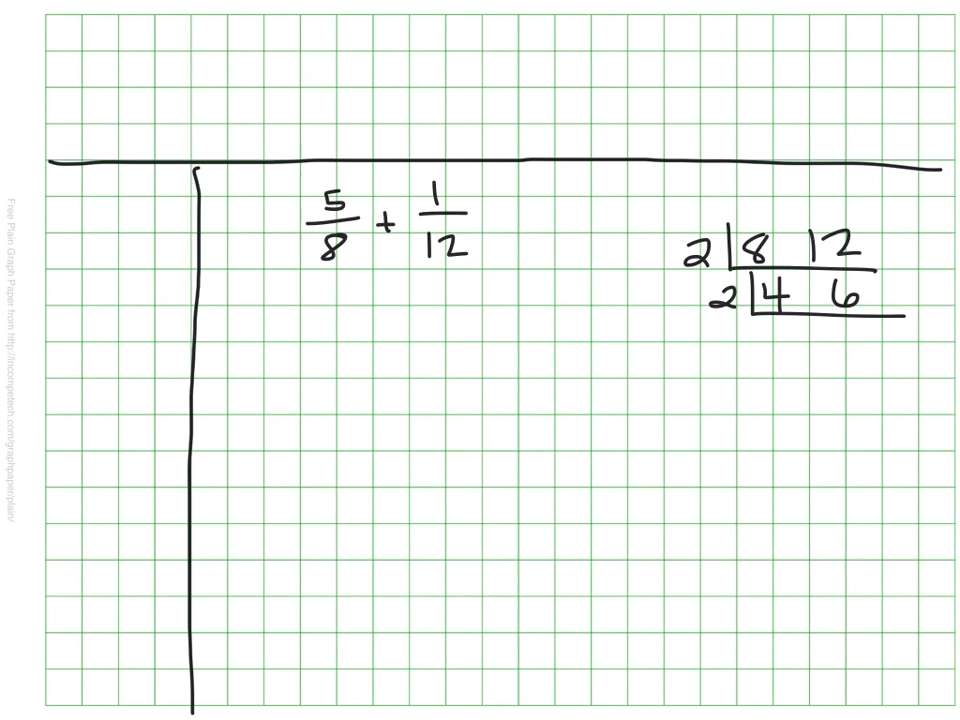 Free Plain Graph Paper from http://incompetech.com/graphpaper/plain/
5/8 + 1/12
2 | 8 12
2 | 4 6